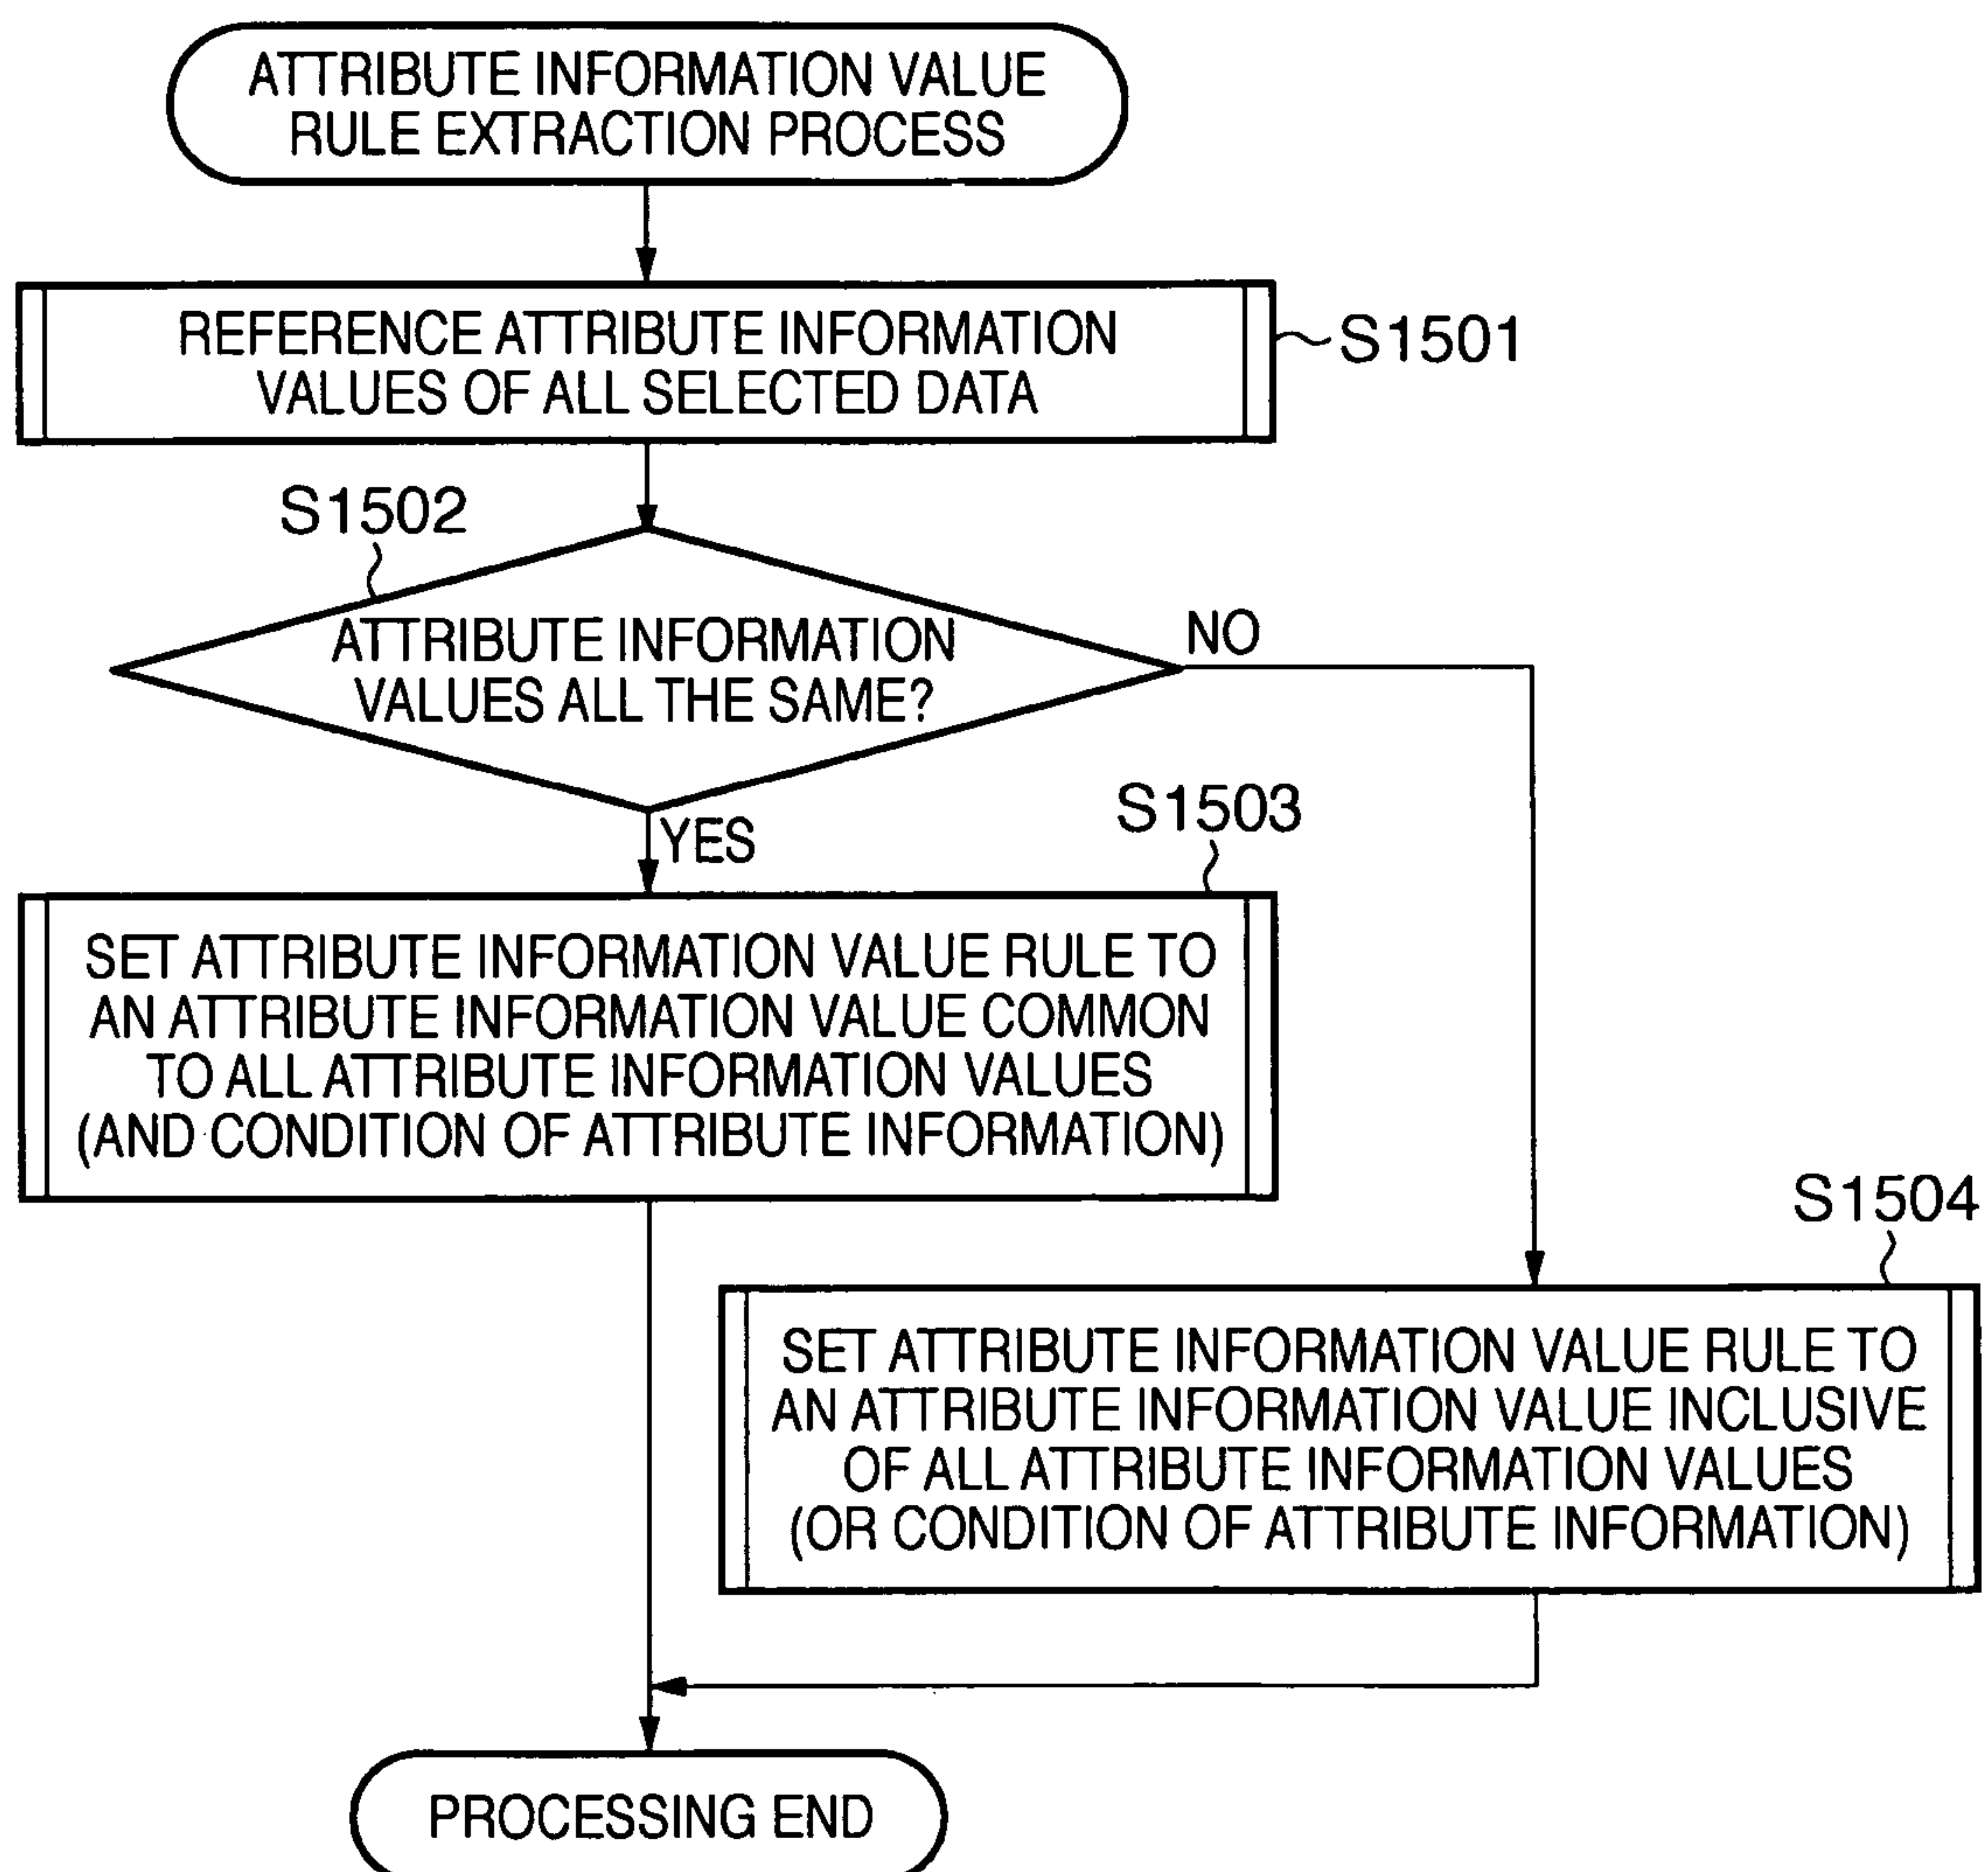 ATTRIBUTE INFORMATION VALUE
RULE EXTRACTION PROCESS
REFERENCE ATTRIBUTE INFORMATION
VALUES OF ALL SELECTED DATA
S1501
S1502
ATTRIBUTE INFORMATION
VALUES ALL THE SAME?
NO
YES
S1503
SET ATTRIBUTE INFORMATION VALUE RULE TO
AN ATTRIBUTE INFORMATION VALUE COMMON
TO ALL ATTRIBUTE INFORMATION VALUES
(AND CONDITION OF ATTRIBUTE INFORMATION)
S1504
SET ATTRIBUTE INFORMATION VALUE RULE TO
AN ATTRIBUTE INFORMATION VALUE INCLUSIVE
OF ALL ATTRIBUTE INFORMATION VALUES
(OR CONDITION OF ATTRIBUTE INFORMATION)
PROCESSING END